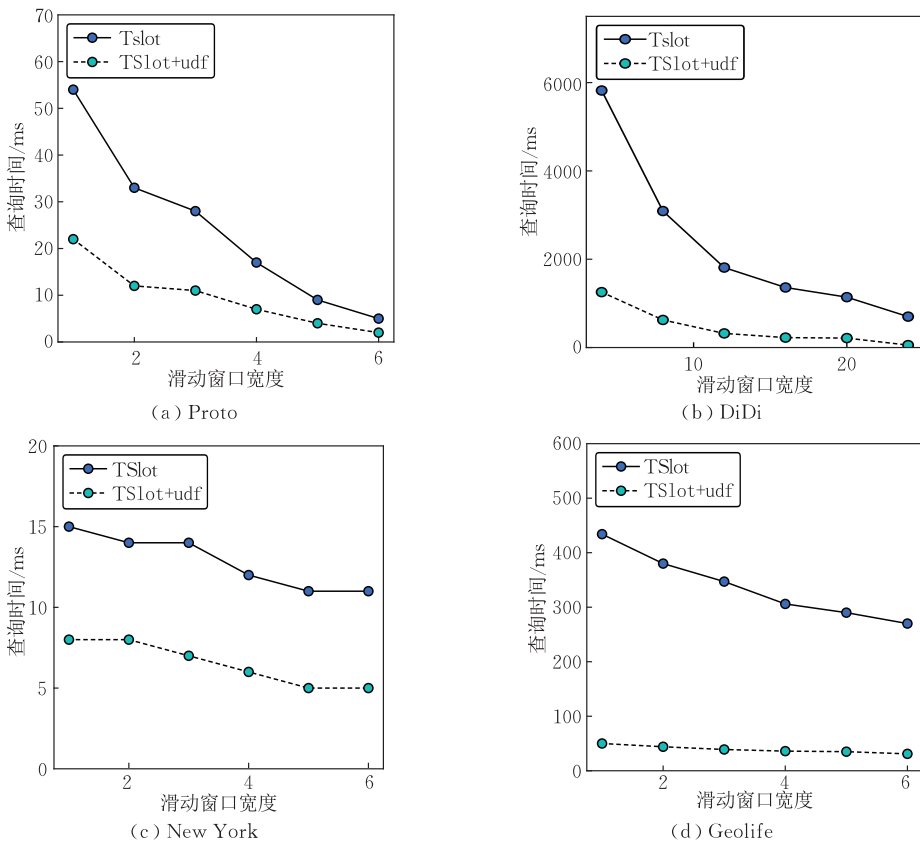 70
60
50
40
30
20
10
0
查询时间/ms
Tslot
TSlot+udf
2 4 6
滑动窗口宽度
(a) Proto
6000
4000
2000
0
查询时间/ms
Tslot
TSlot+udf
10 20
滑动窗口宽度
(b) DiDi
20
15
10
5
0
查询时间/ms
TSlot
TSlot+udf
2 4 6
滑动窗口宽度
(c) New York
600
500
400
300
200
100
0
查询时间/ms
TSlot
TSlot+udf
2 4 6
滑动窗口宽度
(d) Geolife